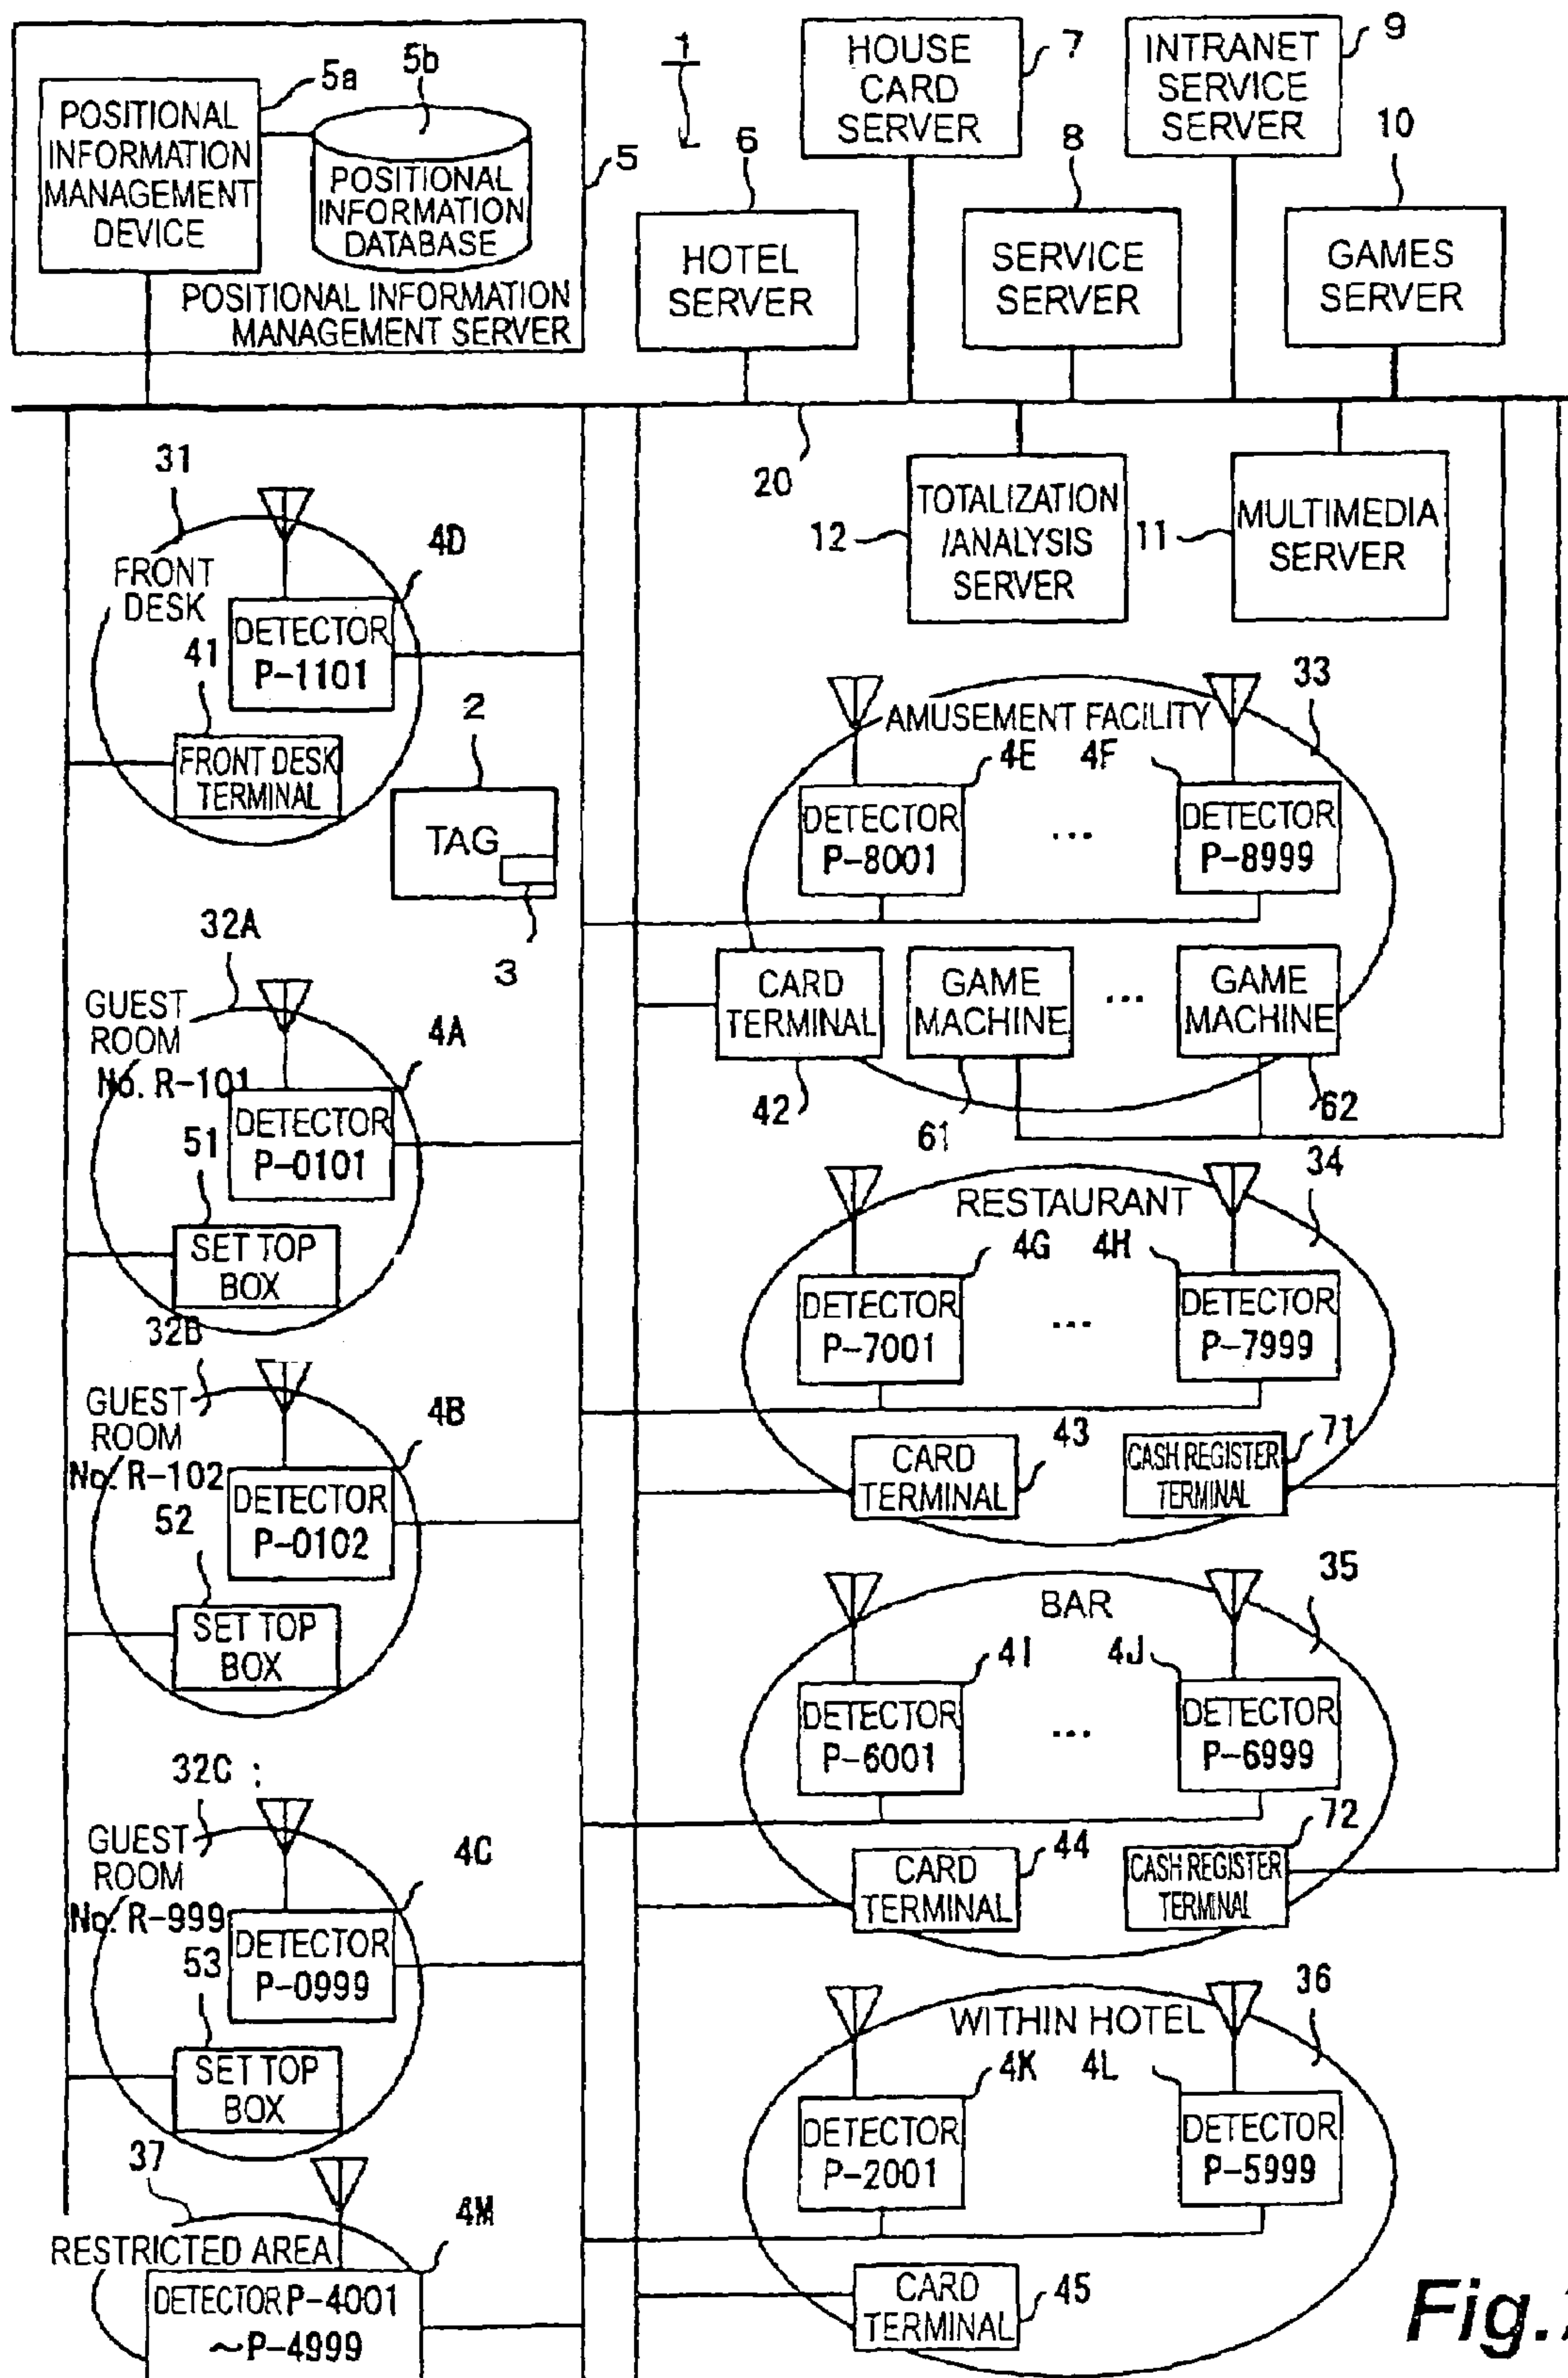 5a
5b
POSITIONAL
INFORMATION
MANAGEMENT
DEVICE
POSITIONAL
INFORMATION
DATABASE
5
POSITIONAL INFORMATION
MANAGEMENT SERVER
1
HOUSE
CARD
SERVER
7
INTRANET
SERVICE
SERVER
9
6
HOTEL
SERVER
8
SERVICE
SERVER
10
GAMES
SERVER
20
12
TOTALIZATION
/ANALYSIS
SERVER
11
MULTIMEDIA
SERVER
31
FRONT
DESK
4D
DETECTOR
P-1101
41
FRONT DESK
TERMINAL
2
TAG
3
32A
GUEST
ROOM
No. R-101
4A
DETECTOR
P-0101
51
SET TOP
BOX
32B
GUEST
ROOM
No. R-102
4B
DETECTOR
P-0102
52
SET TOP
BOX
32C :
GUEST
ROOM
No. R-999
4C
DETECTOR
P-0999
53
SET TOP
BOX
37
RESTRICTED AREA
4M
DETECTOR P-4001
~P-4999
33
AMUSEMENT FACILITY
4E 4F
DETECTOR
P-8001
...
DETECTOR
P-8999
CARD
TERMINAL
42
GAME
MACHINE
61
...
GAME
MACHINE
62
34
RESTAURANT
4G 4H
DETECTOR
P-7001
...
DETECTOR
P-7999
CARD
TERMINAL
43
CASH REGISTER
TERMINAL
71
35
BAR
4I 4J
DETECTOR
P-6001
...
DETECTOR
P-6999
CARD
TERMINAL
44
CASH REGISTER
TERMINAL
72
36
WITHIN HOTEL
4K 4L
DETECTOR
P-2001
DETECTOR
P-5999
CARD
TERMINAL
45
Fig.